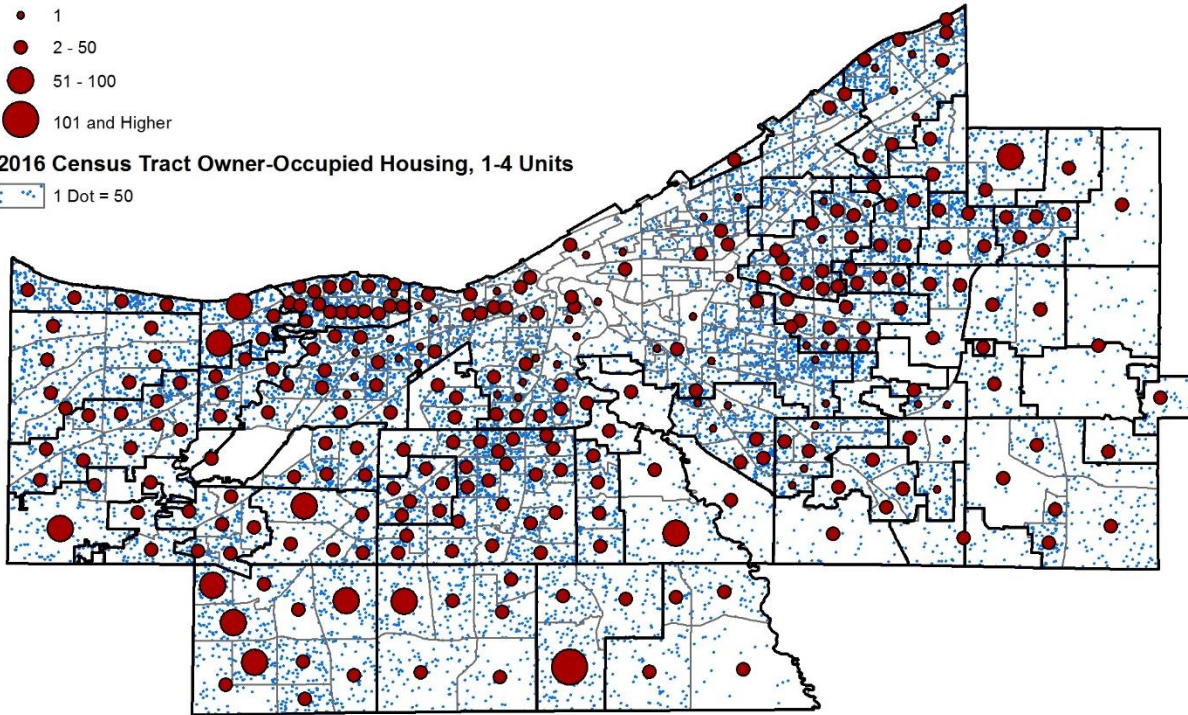 1
2 - 50
51 - 100
101 and Higher
2016 Census Tract Owner-Occupied Housing, 1-4 Units
1 Dot = 50